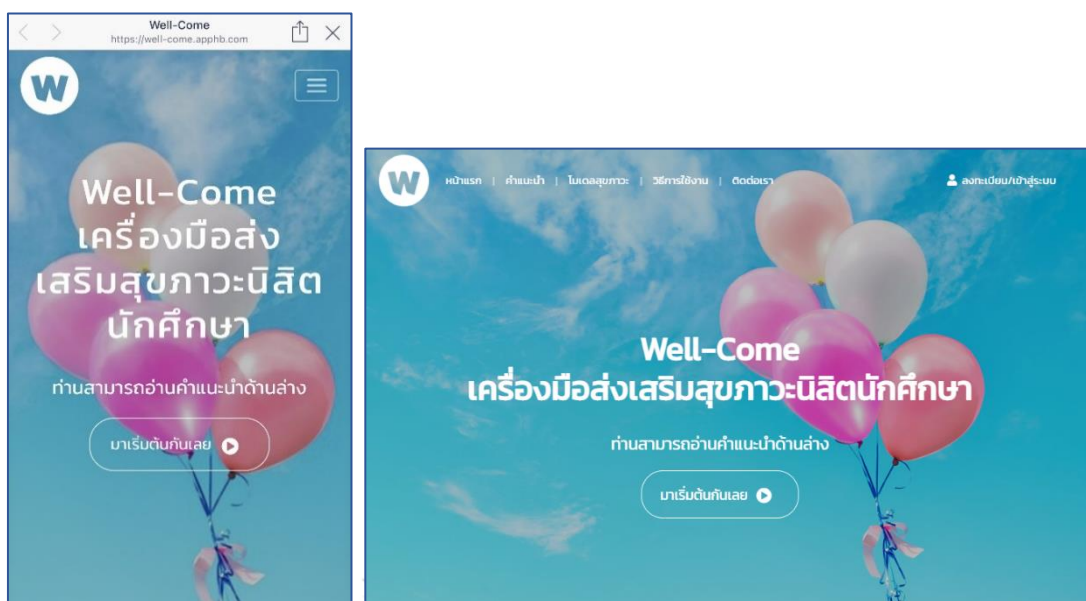 Well-Come
https://well-come.apphb.com
W
Well-Come
เครื่องมือส่ง
เสริมสุขภาวะนิสิต
นักศึกษา
ท่านสามารถอ่านคำแนะนำด้านล่าง
มาเริ่มต้นกันเลย
W
หน้าแรก | คำแนะนำ | โมเดลสุขภาวะ | วิธีการใช้งาน | ติดต่อเรา
ลงทะเบียน/เข้าสู่ระบบ
Well-Come
เครื่องมือส่งเสริมสุขภาวะนิสิตนักศึกษา
ท่านสามารถอ่านคำแนะนำด้านล่าง
มาเริ่มต้นกันเลย